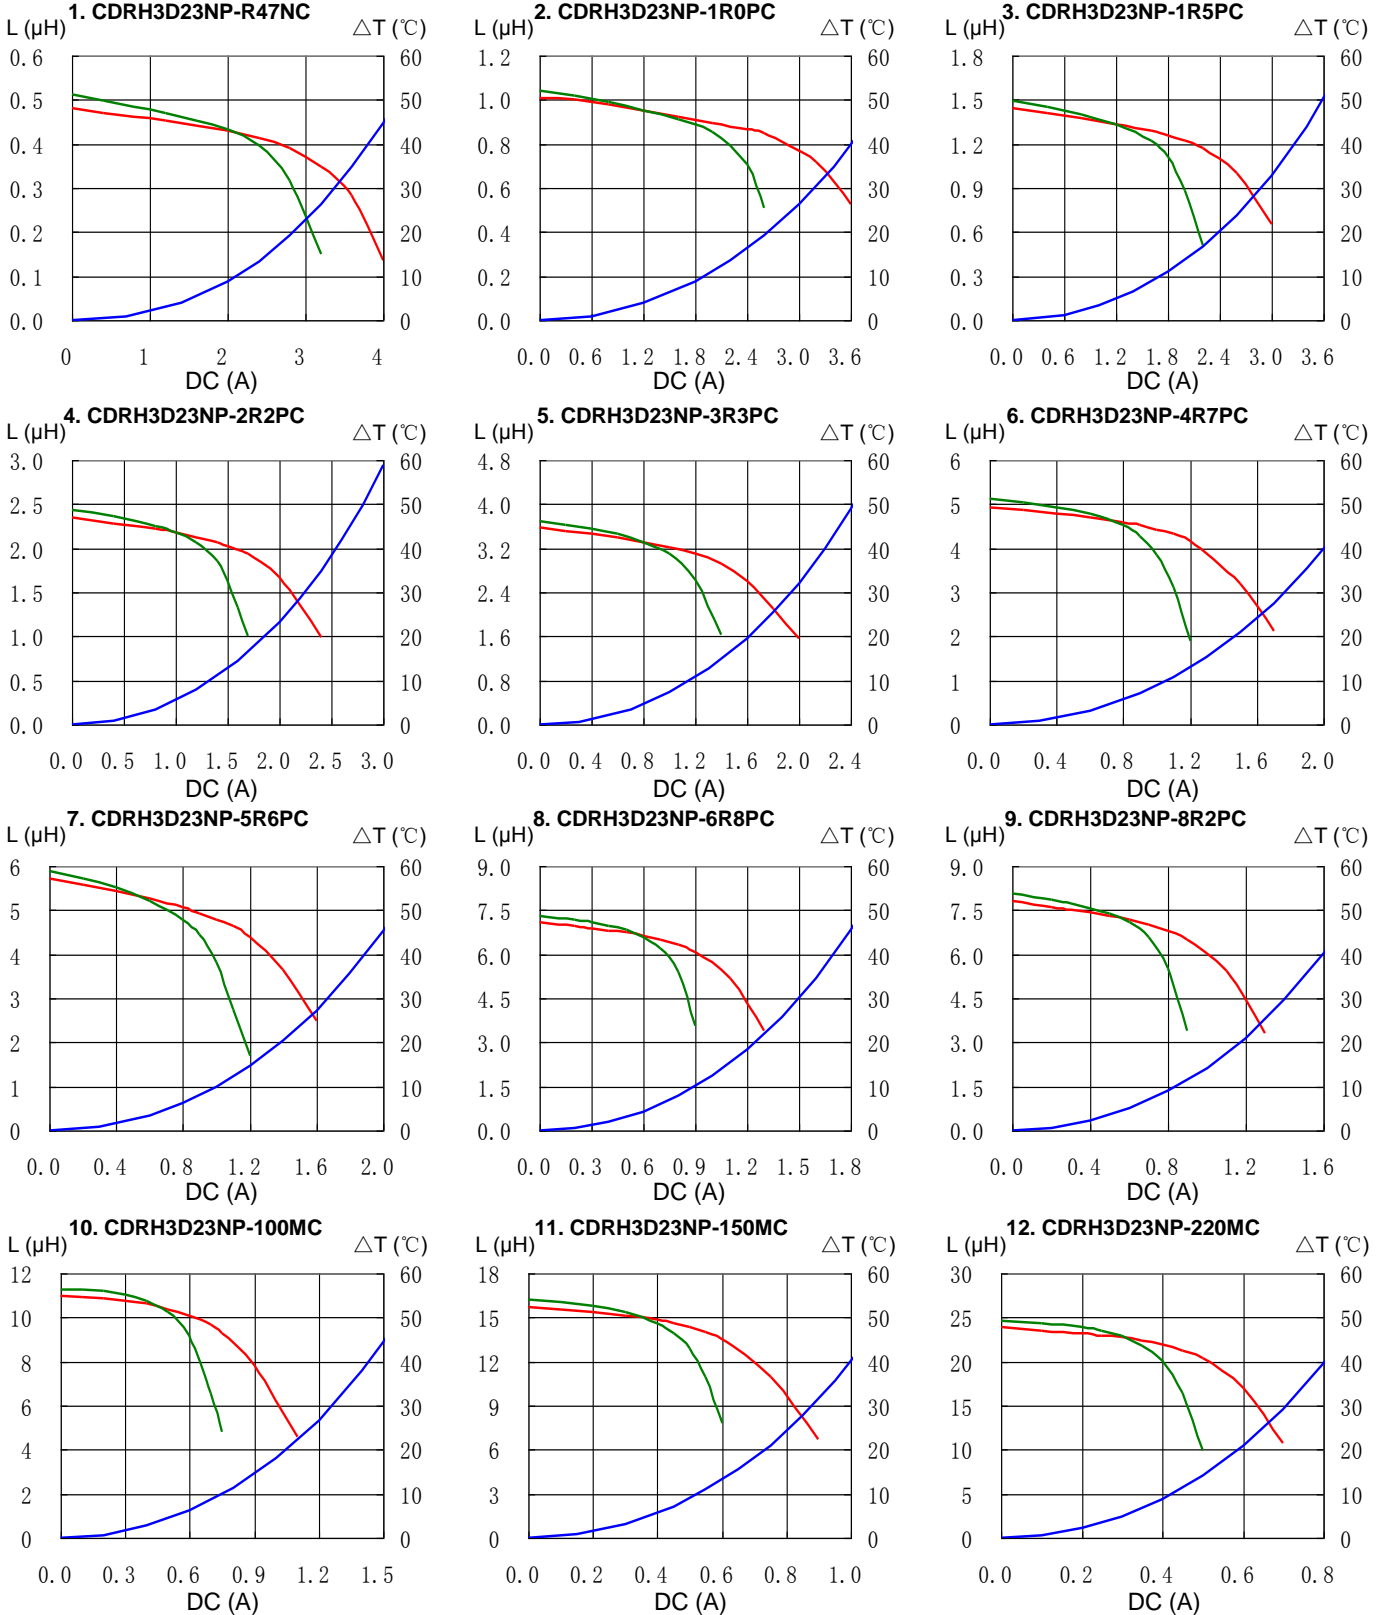 1. CDRH3D23NP-R47NC
L (μH)
△T (℃)
0.6
0.5
0.4
0.3
0.2
0.1
0.0
60
50
40
30
20
10
0
0 1 2 3 4
DC (A)
2. CDRH3D23NP-1R0PC
L (μH)
△T (℃)
1.2
1.0
0.8
0.6
0.4
0.2
0.0
60
50
40
30
20
10
0
0.0 0.6 1.2 1.8 2.4 3.0 3.6
DC (A)
3. CDRH3D23NP-1R5PC
L (μH)
△T (℃)
1.8
1.5
1.2
0.9
0.6
0.3
0.0
60
50
40
30
20
10
0
0.0 0.6 1.2 1.8 2.4 3.0 3.6
DC (A)
4. CDRH3D23NP-2R2PC
L (μH)
△T (℃)
3.0
2.5
2.0
1.5
1.0
0.5
0.0
60
50
40
30
20
10
0
0.0 0.5 1.0 1.5 2.0 2.5 3.0
DC (A)
5. CDRH3D23NP-3R3PC
L (μH)
△T (℃)
4.8
4.0
3.2
2.4
1.6
0.8
0.0
60
50
40
30
20
10
0
0.0 0.4 0.8 1.2 1.6 2.0 2.4
DC (A)
6. CDRH3D23NP-4R7PC
L (μH)
△T (℃)
6
5
4
3
2
1
0
60
50
40
30
20
10
0
0.0 0.4 0.8 1.2 1.6 2.0
DC (A)
7. CDRH3D23NP-5R6PC
L (μH)
△T (℃)
6
5
4
3
2
1
0
60
50
40
30
20
10
0
0.0 0.4 0.8 1.2 1.6 2.0
DC (A)
8. CDRH3D23NP-6R8PC
L (μH)
△T (℃)
9.0
7.5
6.0
4.5
3.0
1.5
0.0
60
50
40
30
20
10
0
0.0 0.3 0.6 0.9 1.2 1.5 1.8
DC (A)
9. CDRH3D23NP-8R2PC
L (μH)
△T (℃)
9.0
7.5
6.0
4.5
3.0
1.5
0.0
60
50
40
30
20
10
0
0.0 0.4 0.8 1.2 1.6
DC (A)
10. CDRH3D23NP-100MC
L (μH)
△T (℃)
12
10
8
6
4
2
0
60
50
40
30
20
10
0
0.0 0.3 0.6 0.9 1.2 1.5
DC (A)
11. CDRH3D23NP-150MC
L (μH)
△T (℃)
18
15
12
9
6
3
0
60
50
40
30
20
10
0
0.0 0.2 0.4 0.6 0.8 1.0
DC (A)
12. CDRH3D23NP-220MC
L (μH)
△T (℃)
30
25
20
15
10
5
0
60
50
40
30
20
10
0
0.0 0.2 0.4 0.6 0.8
DC (A)